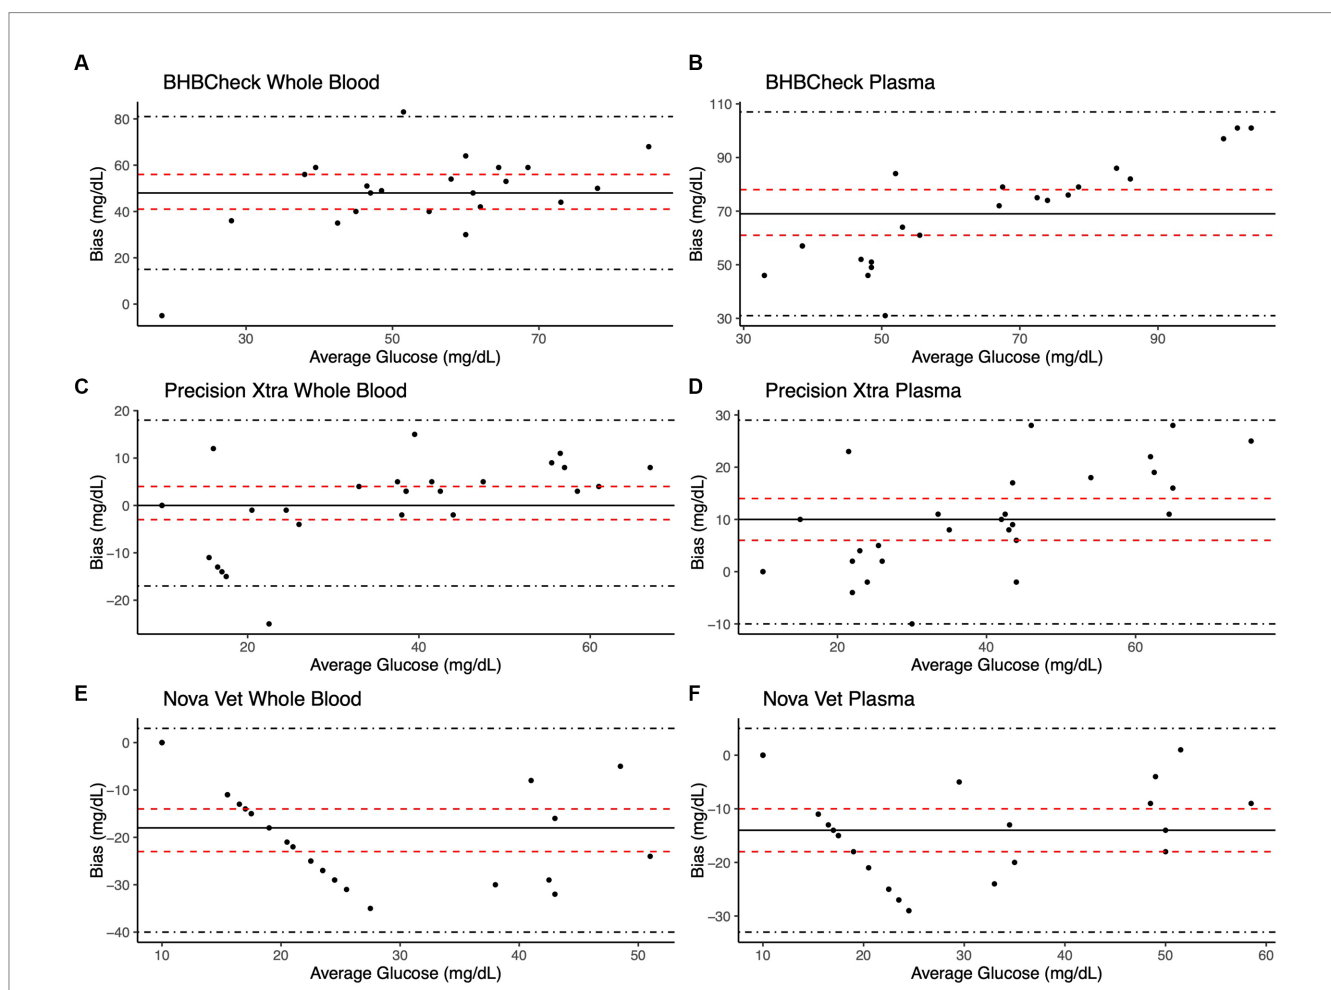 A
BHBCheck Whole Blood
80
60
40
20
0
Bias (mg/dL)
30 50 70
Average Glucose (mg/dL)
B
BHBCheck Plasma
110
90
70
50
30
Bias (mg/dL)
30 50 70 90
Average Glucose (mg/dL)
C
Precision Xtra Whole Blood
20
10
0
−10
−20
Bias (mg/dL)
20 40 60
Average Glucose (mg/dL)
D
Precision Xtra Plasma
30
20
10
0
−10
Bias (mg/dL)
20 40 60
Average Glucose (mg/dL)
E
Nova Vet Whole Blood
0
−10
−20
−30
−40
Bias (mg/dL)
10 20 30 40 50
Average Glucose (mg/dL)
F
Nova Vet Plasma
0
−10
−20
−30
Bias (mg/dL)
10 20 30 40 50 60
Average Glucose (mg/dL)